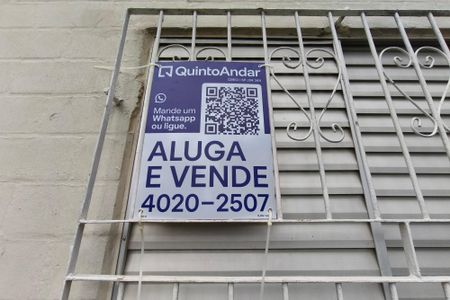 QuintoAndar
Mande um
Whatsapp
ou ligue.
ALUGA
E VENDE
4020-2507